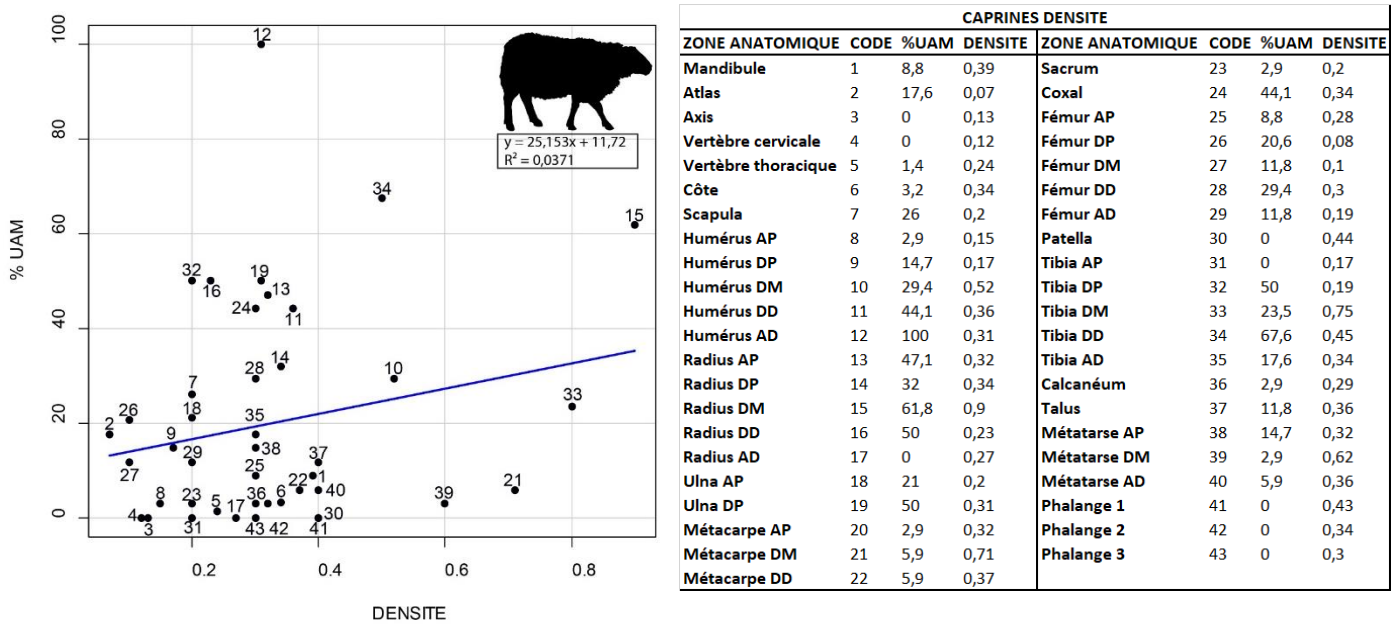 100
80
60
40
20
0
% UAM
0.2
0.4
0.6
0.8
DENSITE
y = 25,153x + 11,72
R² = 0,0371
12
34
15
32
16
19
13
24
11
14
28
10
7
18
33
26
2
35
9
38
29
27
37
25
1
22
40
21
8
23
5
36
6
39
4
3
31
17
43
42
30
41
CAPRINES DENSITE
ZONE ANATOMIQUE CODE %UAM DENSITE ZONE ANATOMIQUE CODE %UAM DENSITE
Mandibule 1 8,8 0,39 Sacrum 23 2,9 0,2
Atlas 2 17,6 0,07 Coxal 24 44,1 0,34
Axis 3 0 0,13 Fémur AP 25 8,8 0,28
Vertèbre cervicale 4 0 0,12 Fémur DP 26 20,6 0,08
Vertèbre thoracique 5 1,4 0,24 Fémur DM 27 11,8 0,1
Côte 6 3,2 0,34 Fémur DD 28 29,4 0,3
Scapula 7 26 0,2 Fémur AD 29 11,8 0,19
Humérus AP 8 2,9 0,15 Patella 30 0 0,44
Humérus DP 9 14,7 0,17 Tibia AP 31 0 0,17
Humérus DM 10 29,4 0,52 Tibia DP 32 50 0,19
Humérus DD 11 44,1 0,36 Tibia DM 33 23,5 0,75
Humérus AD 12 100 0,31 Tibia DD 34 67,6 0,45
Radius AP 13 47,1 0,32 Tibia AD 35 17,6 0,34
Radius DP 14 32 0,34 Calcanéum 36 2,9 0,29
Radius DM 15 61,8 0,9 Talus 37 11,8 0,36
Radius DD 16 50 0,23 Métatarse AP 38 14,7 0,32
Radius AD 17 0 0,27 Métatarse DM 39 2,9 0,62
Ulna AP 18 21 0,2 Métatarse AD 40 5,9 0,36
Ulna DP 19 50 0,31 Phalange 1 41 0 0,43
Métacarpe AP 20 2,9 0,32 Phalange 2 42 0 0,34
Métacarpe DM 21 5,9 0,71 Phalange 3 43 0 0,3
Métacarpe DD 22 5,9 0,37